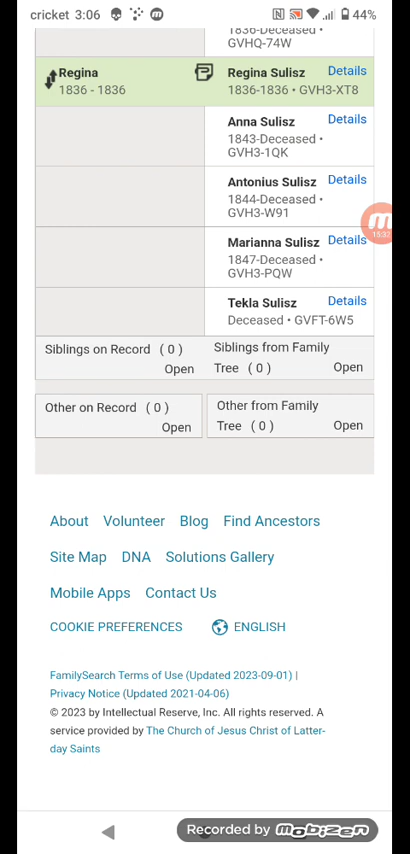 cricket 3:06 44%
1836-Deceased •
GVHQ-74W
Regina
1836 - 1836
Regina Sulisz Details
1836-1836 • GVH3-XT8
Anna Sulisz Details
1843-Deceased •
GVH3-1QK
Antonius Sulisz Details
1844-Deceased •
GVH3-W91
15:33
Marianna Sulisz Details
1847-Deceased •
GVH3-PQW
Tekla Sulisz Details
Deceased • GVFT-6W5
Siblings on Record ( 0 )
Open
Siblings from Family
Tree ( 0 ) Open
Other on Record ( 0 )
Open
Other from Family
Tree ( 0 ) Open
About Volunteer Blog Find Ancestors
Site Map DNA Solutions Gallery
Mobile Apps Contact Us
COOKIE PREFERENCES ENGLISH
FamilySearch Terms of Use (Updated 2023-09-01) |
Privacy Notice (Updated 2021-04-06)
© 2023 by Intellectual Reserve, Inc. All rights reserved. A
service provided by The Church of Jesus Christ of Latter-
day Saints
Recorded by mobizen